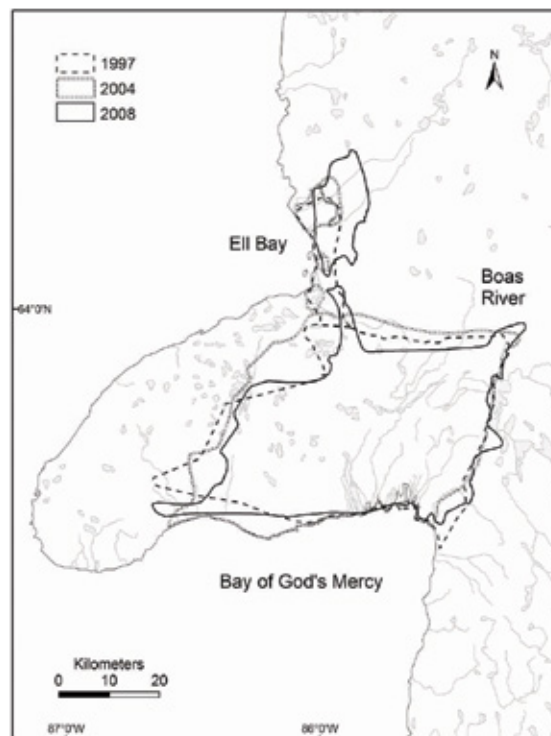 1997
2004
2008
N
Ell Bay
Boas
River
64°0'N
Bay of God's Mercy
Kilometers
0 10 20
87°0'W 86°0'W